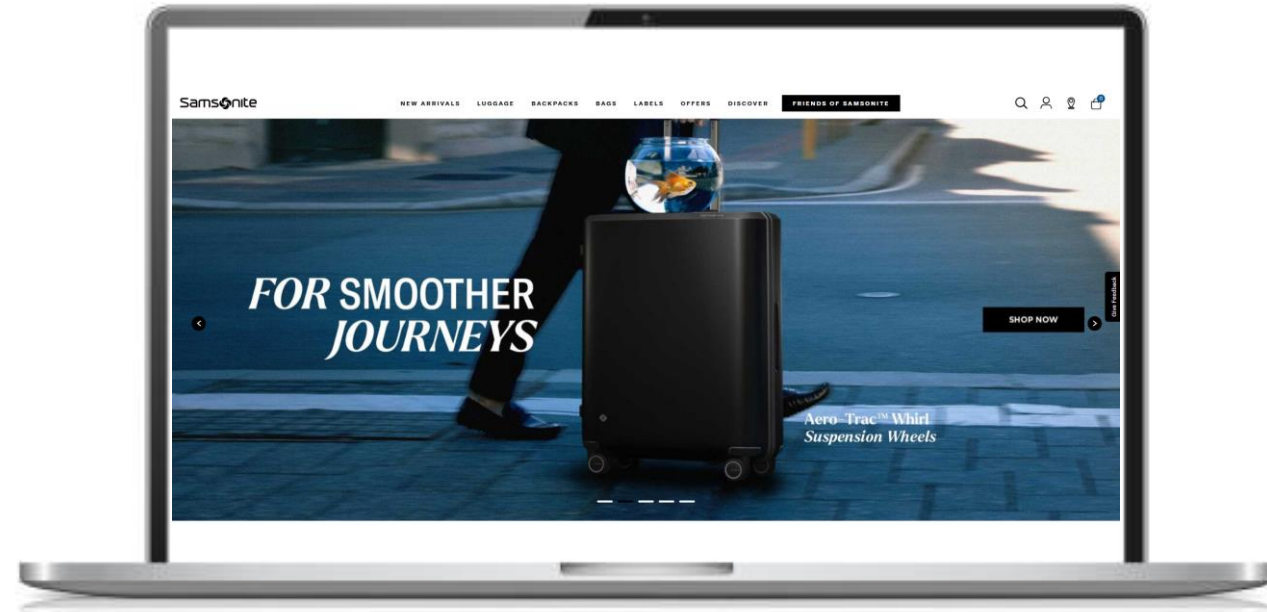 Samsonite
NEW ARRIVALS LUGGAGE BACKPACKS BAGS LABELS OFFERS DISCOVER FRIENDS OF SAMSONITE
FOR SMOOTHER
JOURNEYS
SHOP NOW
Give Feedback
Aero-Trac™ Whirl
Suspension Wheels